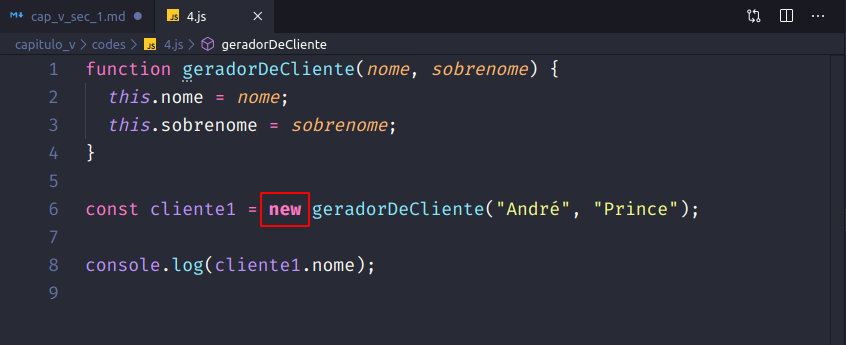 cap_v_sec_1.md
JS 4.js
capitulo_v > codes > JS 4.js > geradorDeCliente
1 function geradorDeCliente(nome, sobrenome) {
2 this.nome = nome;
3 this.sobrenome = sobrenome;
4 }
5
6 const cliente1 = new geradorDeCliente("André", "Prince");
7
8 console.log(cliente1.nome);
9